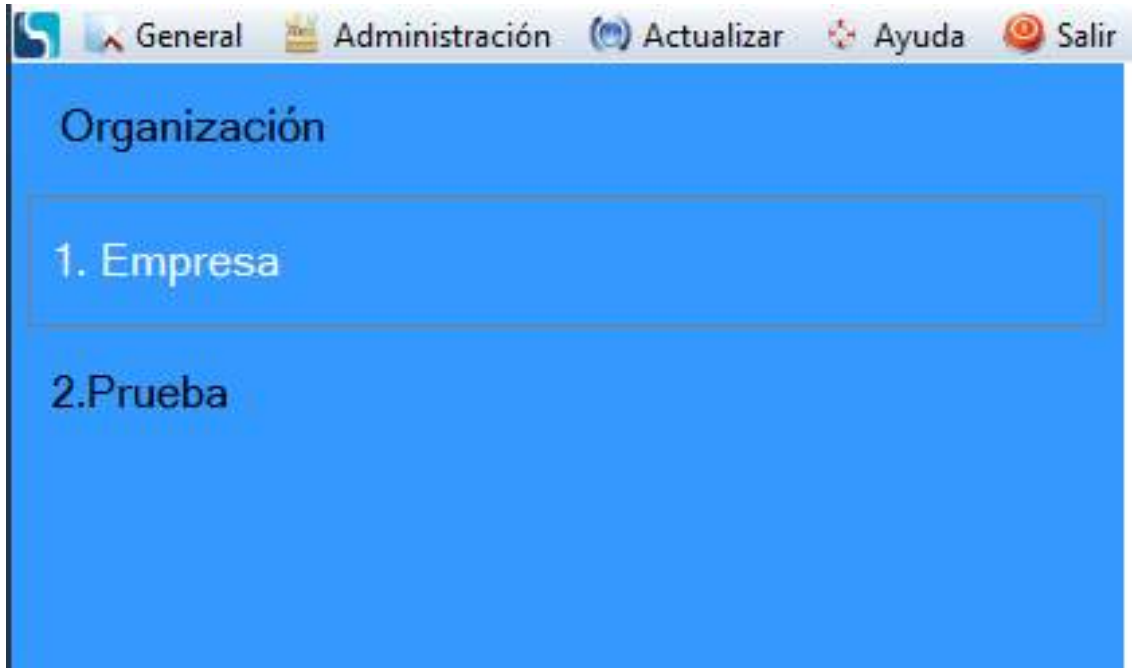 General Administración Actualizar Ayuda Salir
Organización
1. Empresa
2.Prueba